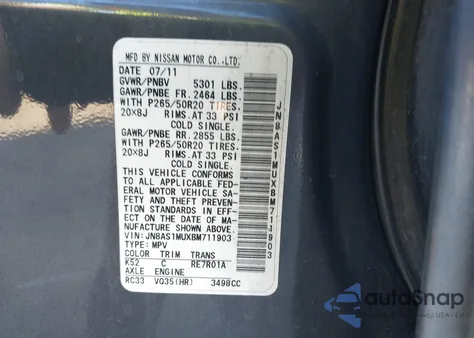 MFD BY NISSAN MOTOR CO.,LTD.
DATE 07/11
GVWR/PNBV 5301 LBS.
GAWR/PNBE FR. 2464 LBS.
WITH P265/50R20 TIRES.
20X8J RIMS.AT 33 PSI
COLD SINGLE.
GAWR/PNBE RR. 2855 LBS.
WITH P265/50R20 TIRES.
20X8J RIMS.AT 33 PSI
COLD SINGLE.
THIS VEHICLE CONFORMS
TO ALL APPLICABLE FED-
ERAL MOTOR VEHICLE SA-
FETY AND THEFT PREVEN-
TION STANDARDS IN EFF-
ECT ON THE DATE OF MA-
NUFACTURE SHOWN ABOVE.
VIN: JN8AS1MUXBM711903
TYPE: MPV
COLOR TRIM TRANS
K52 C RE7R01A
AXLE ENGINE
RC33 VQ35(HR) 3498CC
JN8AS1MUXBM711903
AutoSnap